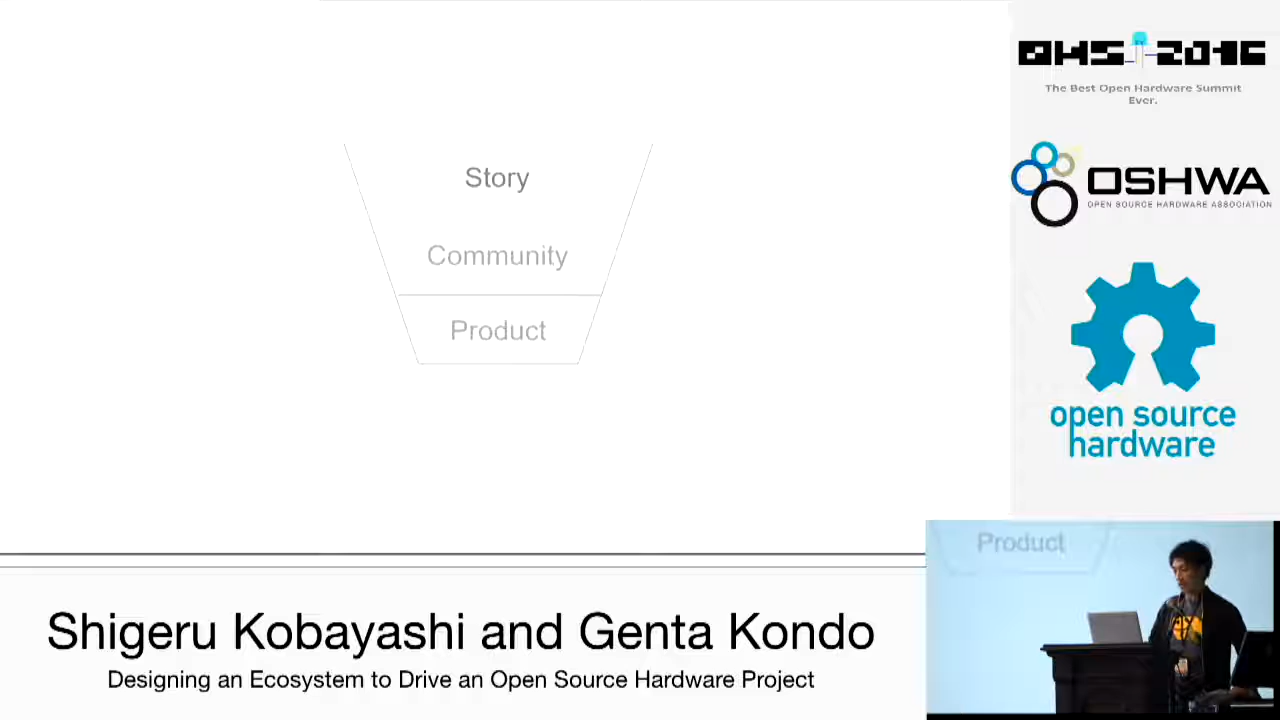 Story
Community
Product
OHS 2016
The Best Open Hardware Summit
Ever.
OSHWA
OPEN SOURCE HARDWARE ASSOCIATION
open source
hardware
Product
Shigeru Kobayashi and Genta Kondo
Designing an Ecosystem to Drive an Open Source Hardware Project